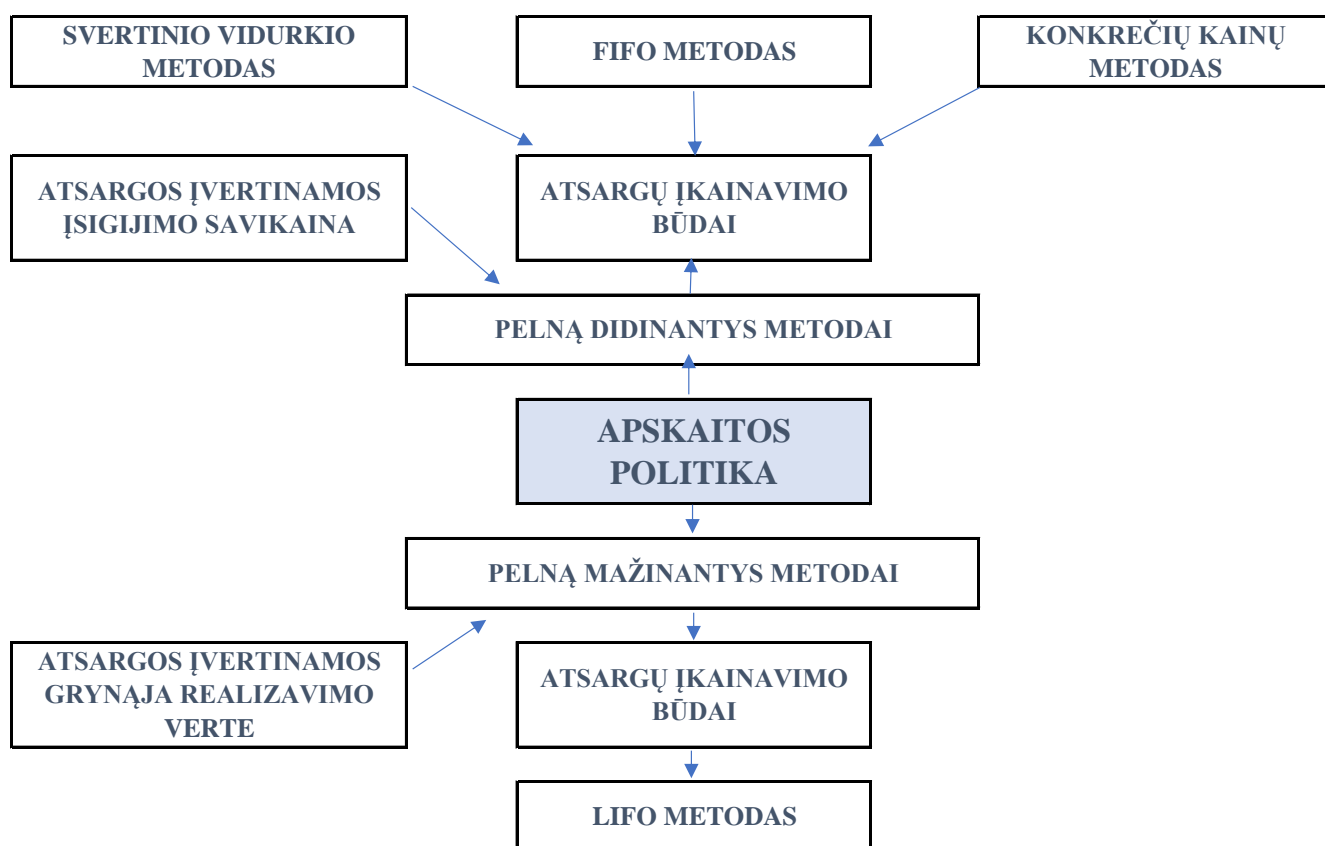 SVERTINIO VIDURKIO
METODAS
FIFO METODAS
KONKREČIŲ KAINŲ
METODAS
ATSARGOS ĮVERTINAMOS
ĮSIGIJIMO SAVIKAINA
ATSARGŲ ĮKAINAVIMO
BŪDAI
PELNĄ DIDINANTYS METODAI
APSKAITOS
POLITIKA
PELNĄ MAŽINANTYS METODAI
ATSARGOS ĮVERTINAMOS
GRYNĄJA REALIZAVIMO
VERTE
ATSARGŲ ĮKAINAVIMO
BŪDAI
LIFO METODAS